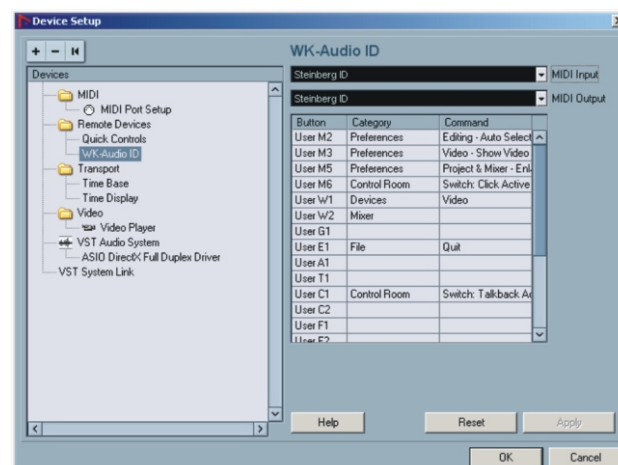 Device Setup
+ -
WK-Audio ID
Devices
MIDI
MIDI Port Setup
Remote Devices
Quick Controls
WK-Audio ID
Transport
Time Base
Time Display
Video
Video Player
VST Audio System
ASIO DirectX Full Duplex Driver
VST System Link
Steinberg ID MIDI Input
Steinberg ID MIDI Output
Button Category Command
User M2 Preferences Editing - Auto Select
User M3 Preferences Video - Show Video
User M5 Preferences Project & Mixer - Enl
User M6 Control Room Switch: Click Active
User W1 Devices Video
User W2 Mixer
User G1
User E1 File Quit
User A1
User T1
User C1 Control Room Switch: Talkback Ac
User C2
User F1
User F2
Help Reset Apply
OK Cancel